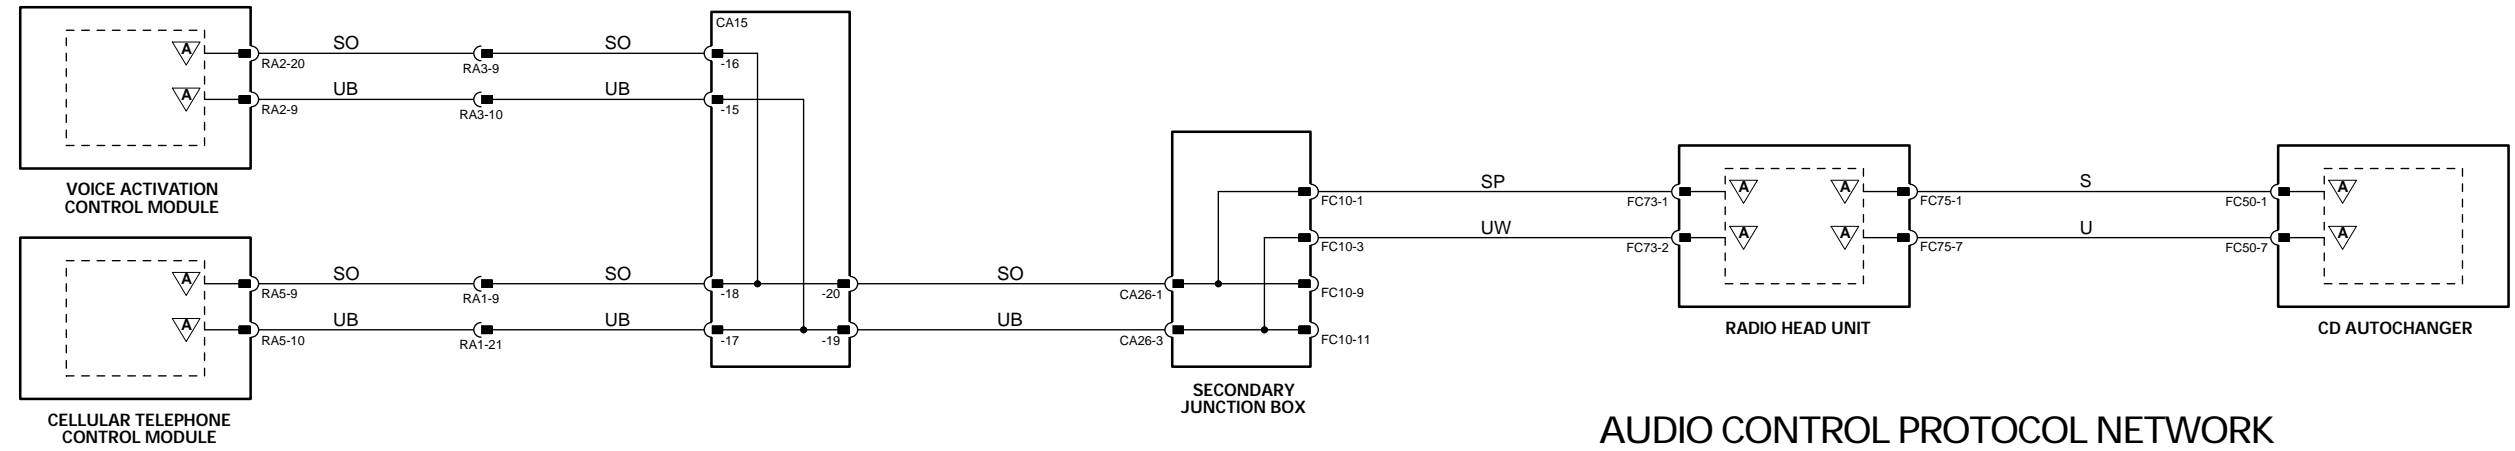 CA15
A
SO
SO
RA2-20
RA3-9
-16
A
UB
UB
RA2-9
RA3-10
-15
VOICE ACTIVATION
CONTROL MODULE
A
SO
SO
RA5-9
RA1-9
-18
-20
A
UB
UB
RA5-10
RA1-21
-17
-19
CELLULAR TELEPHONE
CONTROL MODULE
SO
CA26-1
UB
CA26-3
FC10-1
FC10-3
FC10-9
FC10-11
SECONDARY
JUNCTION BOX
SP
FC73-1
UW
FC73-2
A
A
A
A
FC75-1
FC75-7
RADIO HEAD UNIT
S
FC50-1
U
FC50-7
A
A
CD AUTOCHANGER
AUDIO CONTROL PROTOCOL NETWORK